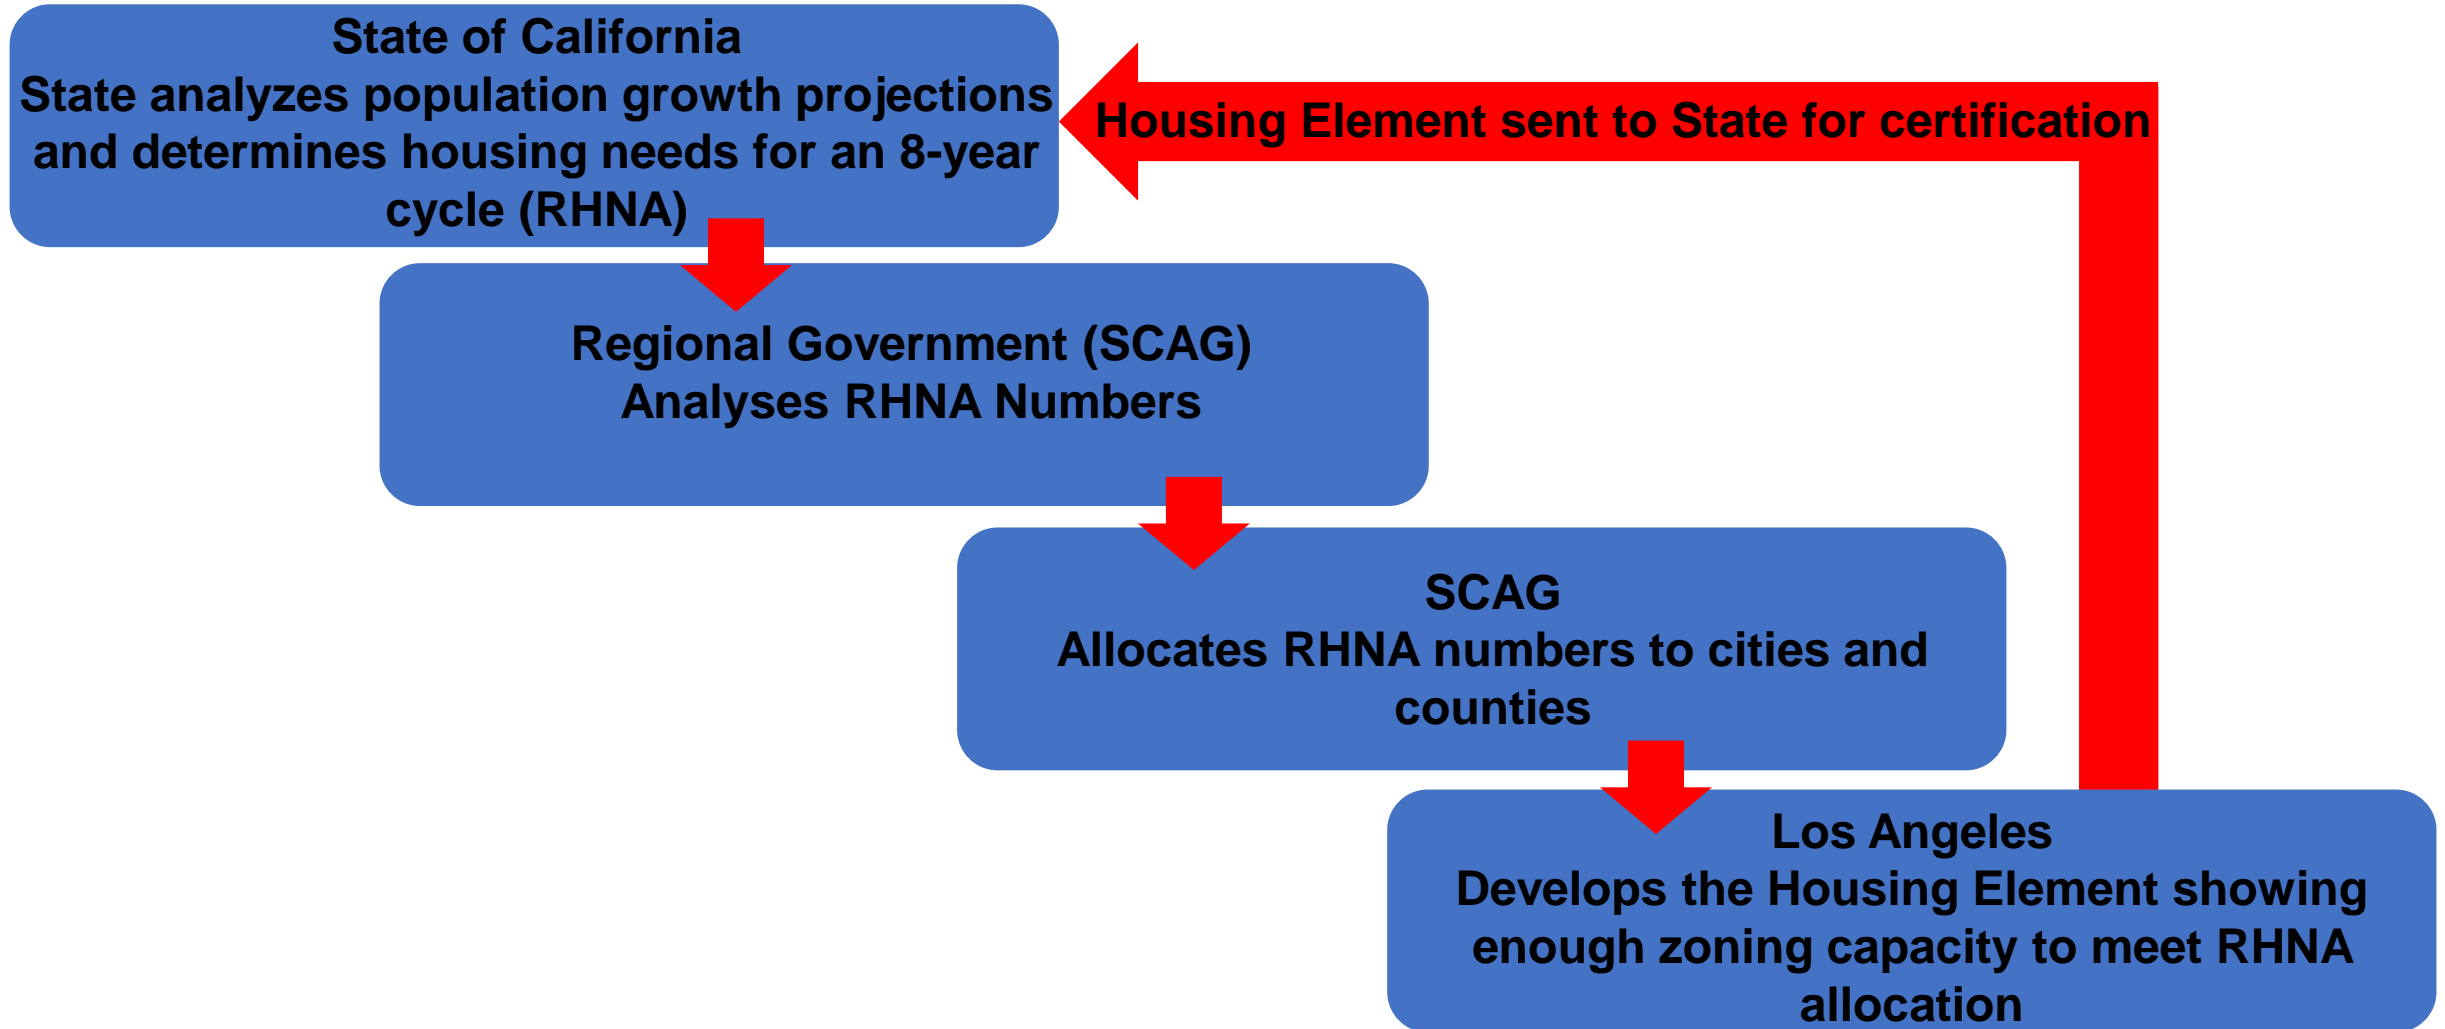 State of California
State analyzes population growth projections
and determines housing needs for an 8-year
cycle (RHNA)
Housing Element sent to State for certification
Regional Government (SCAG)
Analyses RHNA Numbers
SCAG
Allocates RHNA numbers to cities and
counties
Los Angeles
Develops the Housing Element showing
enough zoning capacity to meet RHNA
allocation